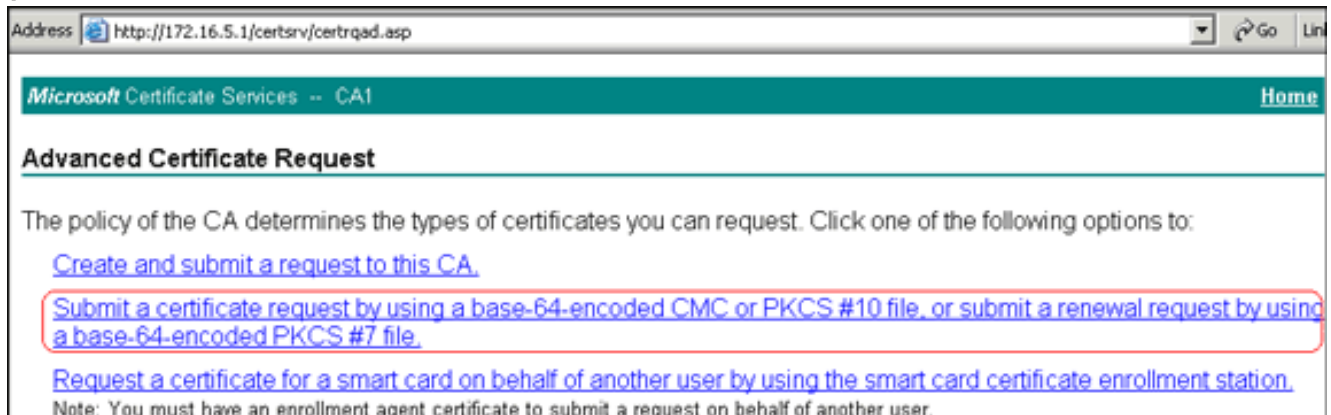 Address http://172.16.5.1/certsrv/certrqad.asp Go
Microsoft Certificate Services -- CA1 Home
Advanced Certificate Request
The policy of the CA determines the types of certificates you can request. Click one of the following options to:
Create and submit a request to this CA.
Submit a certificate request by using a base-64-encoded CMC or PKCS #10 file, or submit a renewal request by using
a base-64-encoded PKCS #7 file.
Request a certificate for a smart card on behalf of another user by using the smart card certificate enrollment station.
Note: You must have an enrollment agent certificate to submit a request on behalf of another user.